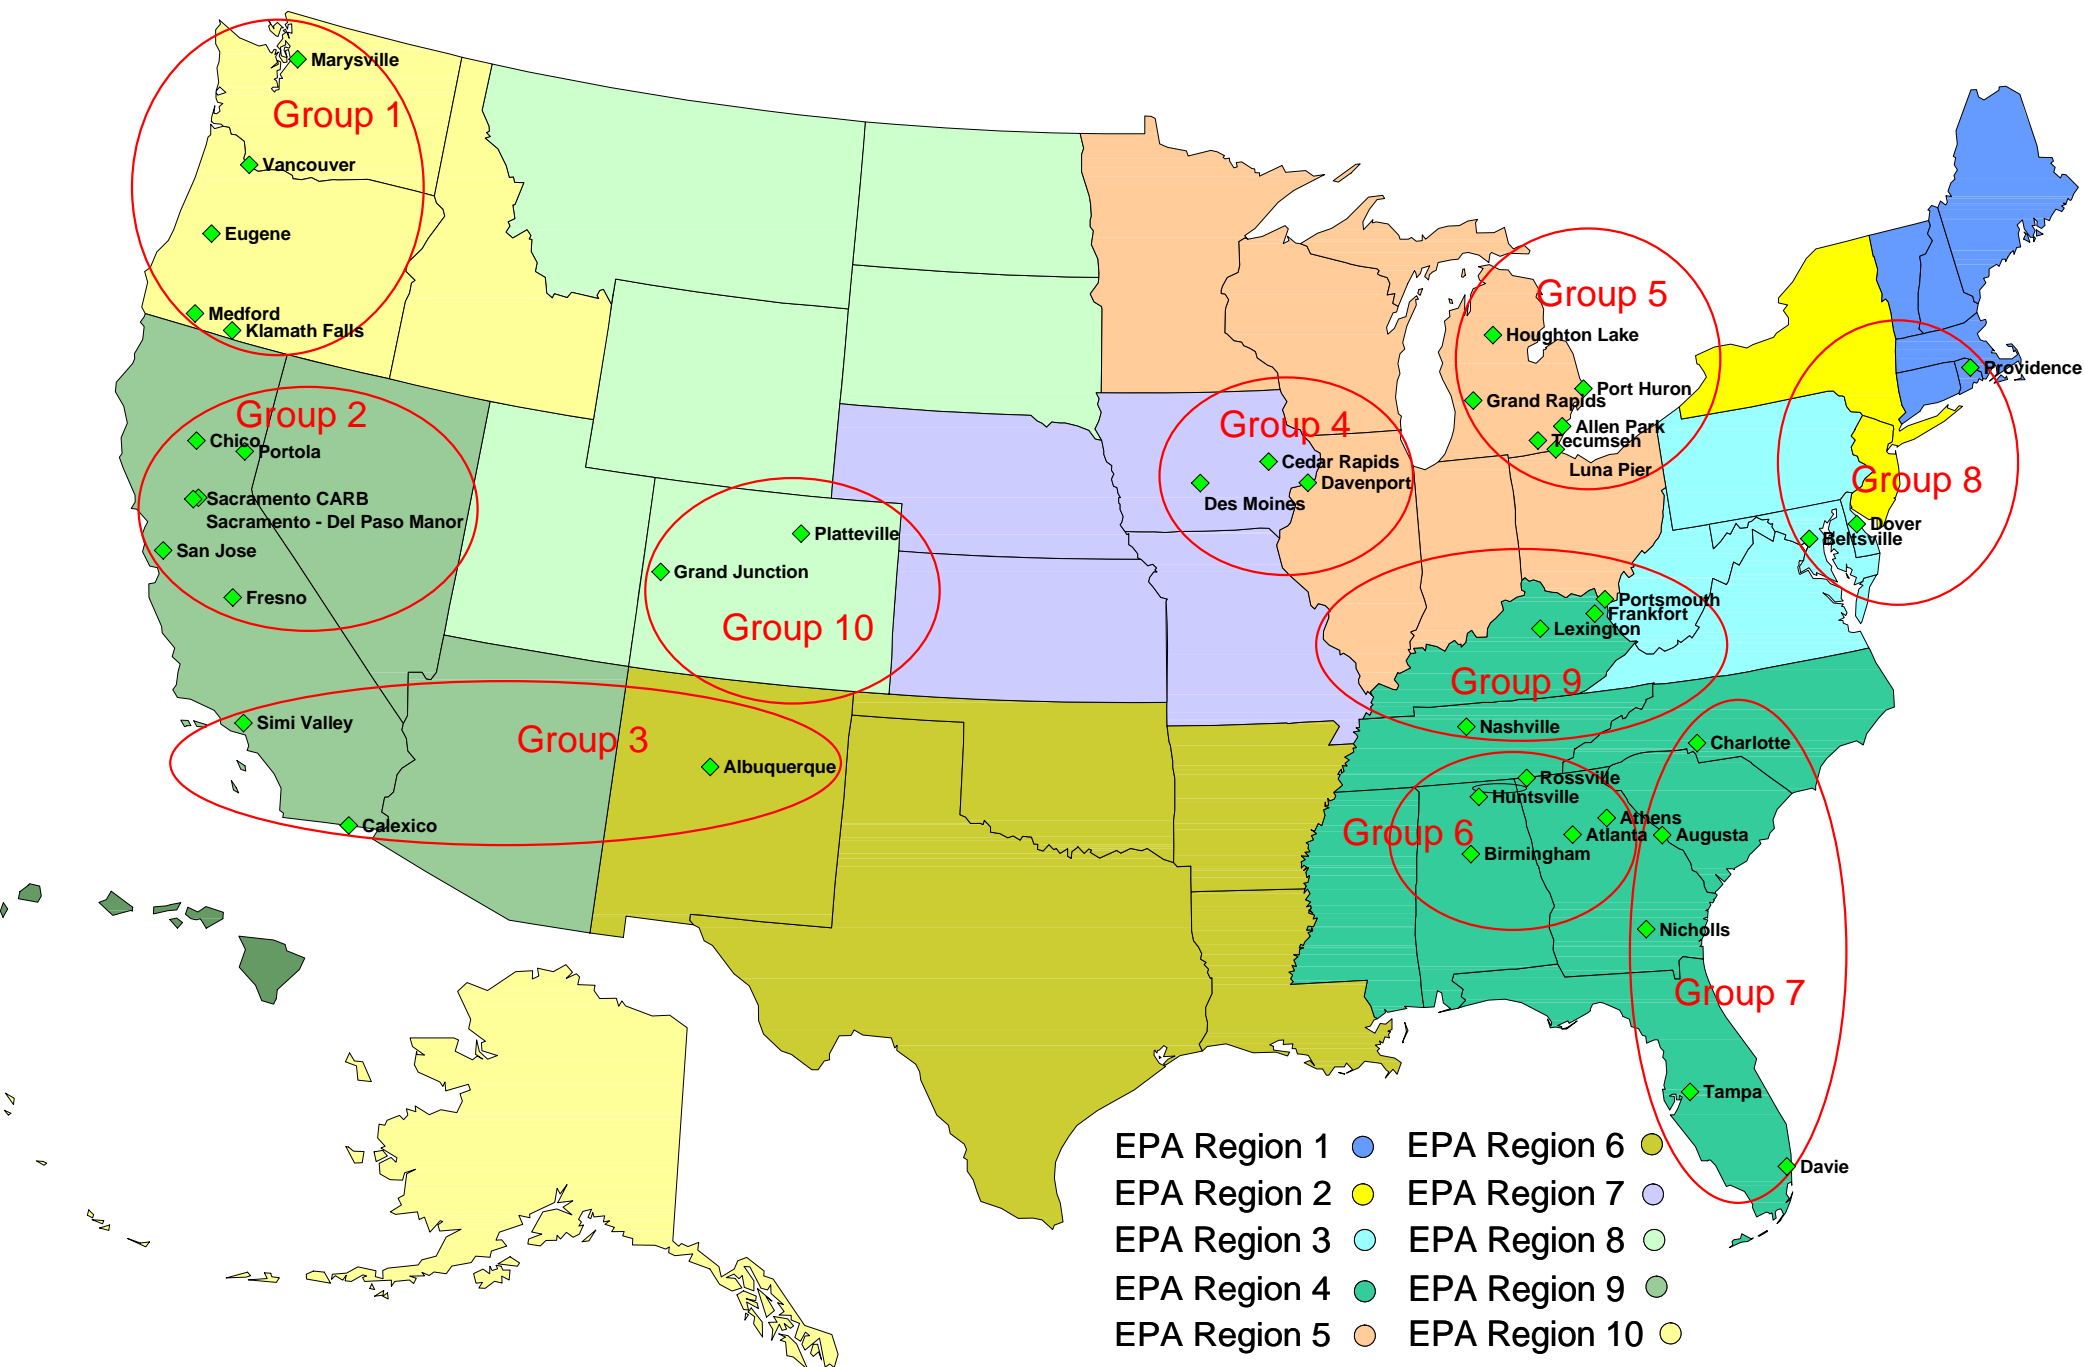 Marysville
Group 1
Vancouver
Eugene
Medford
Klamath Falls
Group 2
Chico
Portola
Sacramento CARB
Sacramento - Del Paso Manor
San Jose
Fresno
Group 3
Simi Valley
Albuquerque
Calexico
Platteville
Grand Junction
Group 10
Group 4
Cedar Rapids
Davenport
Des Moines
Group 5
Houghton Lake
Port Huron
Grand Rapids
Allen Park
Tecumseh
Luna Pier
Providence
Group 8
Dover
Beltsville
Portsmouth
Frankfort
Lexington
Group 9
Nashville
Charlotte
Rossville
Huntsville
Athens
Group 6
Atlanta
Augusta
Birmingham
Nicholls
Group 7
Tampa
Davie
EPA Region 1 EPA Region 6
EPA Region 2 EPA Region 7
EPA Region 3 EPA Region 8
EPA Region 4 EPA Region 9
EPA Region 5 EPA Region 10